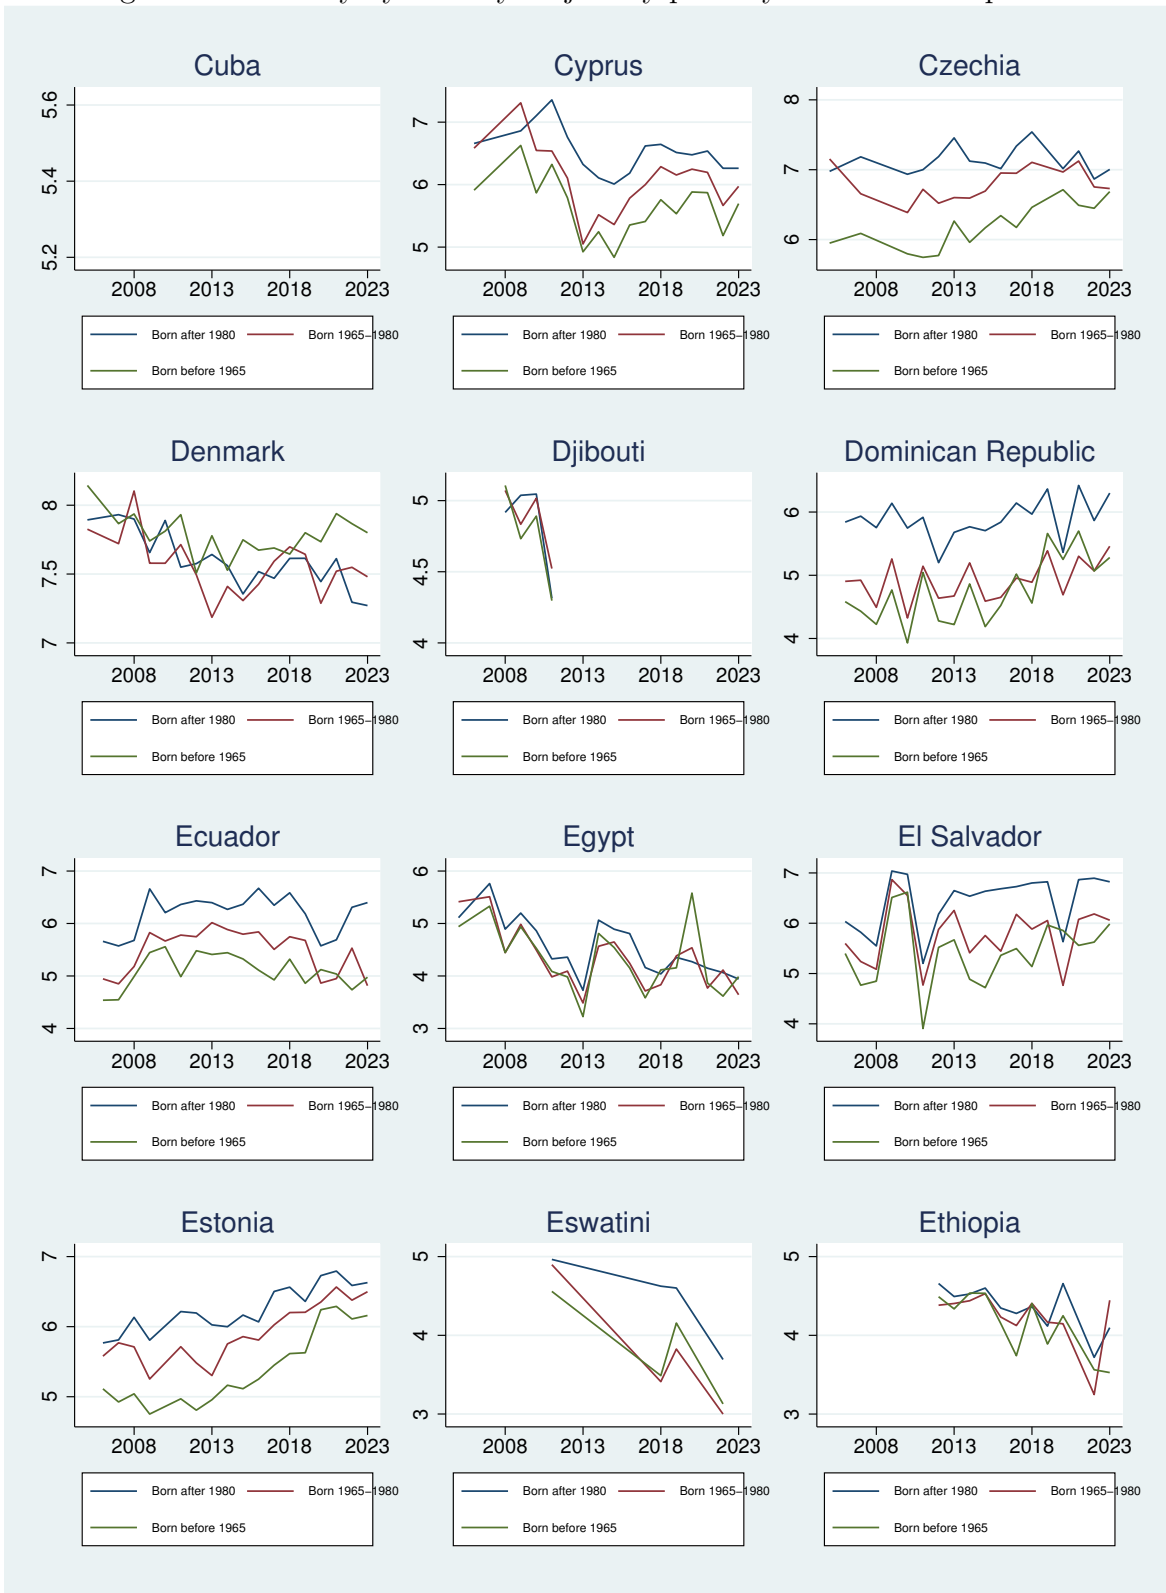 Cuba Cyprus Czechia
5.6
5.4
5.2
2008 2013 2018 2023
7
6
5
2008 2013 2018 2023
8
7
6
2008 2013 2018 2023
Born after 1980 Born 1965–1980
Born before 1965
Born after 1980 Born 1965–1980
Born before 1965
Born after 1980 Born 1965–1980
Born before 1965
Denmark Djibouti Dominican Republic
8
7.5
7
2008 2013 2018 2023
5
4.5
4
2008 2013 2018 2023
6
5
4
2008 2013 2018 2023
Born after 1980 Born 1965–1980
Born before 1965
Born after 1980 Born 1965–1980
Born before 1965
Born after 1980 Born 1965–1980
Born before 1965
Ecuador Egypt El Salvador
7
6
5
4
2008 2013 2018 2023
6
5
4
3
2008 2013 2018 2023
7
6
5
4
2008 2013 2018 2023
Born after 1980 Born 1965–1980
Born before 1965
Born after 1980 Born 1965–1980
Born before 1965
Born after 1980 Born 1965–1980
Born before 1965
Estonia Eswatini Ethiopia
7
6
5
2008 2013 2018 2023
5
4
3
2008 2013 2018 2023
5
4
3
2008 2013 2018 2023
Born after 1980 Born 1965–1980
Born before 1965
Born after 1980 Born 1965–1980
Born before 1965
Born after 1980 Born 1965–1980
Born before 1965